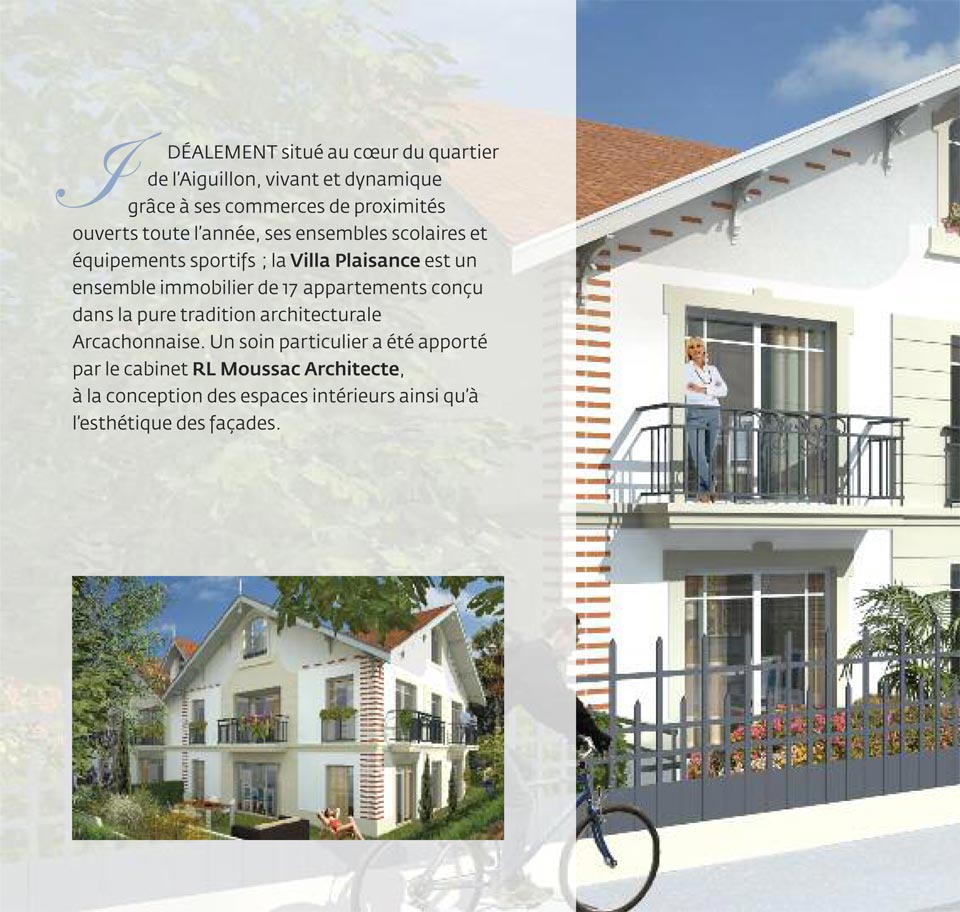 IDÉALEMENT situé au cœur du quartier
de l'Aiguillon, vivant et dynamique
grâce à ses commerces de proximités
ouverts toute l'année, ses ensembles scolaires et
équipements sportifs ; la Villa Plaisance est un
ensemble immobilier de 17 appartements conçu
dans la pure tradition architecturale
Arcachonnaise. Un soin particulier a été apporté
par le cabinet RL Moussac Architecte,
à la conception des espaces intérieurs ainsi qu'à
l'esthétique des façades.